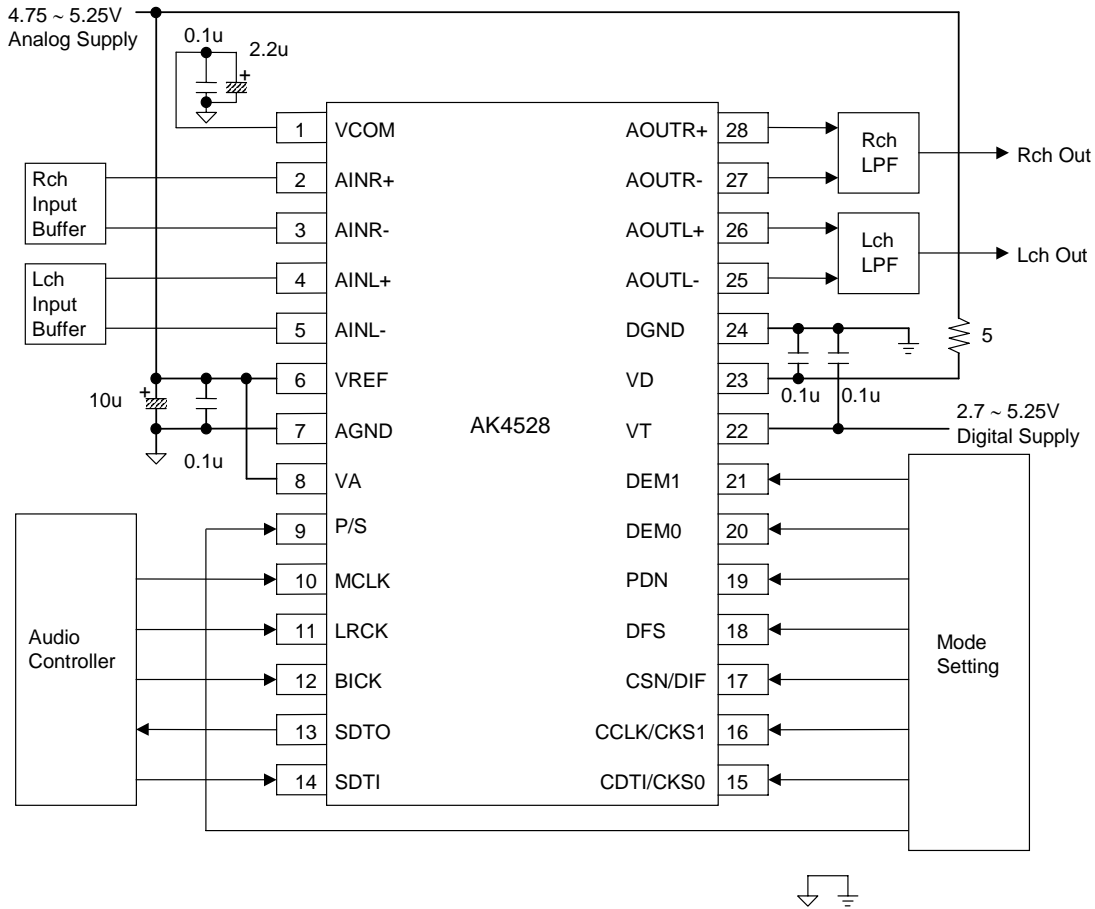 4.75 ~ 5.25V
Analog Supply
0.1u
2.2u
+
1 VCOM
AOUTR+ 28
Rch
LPF
Rch Out
Rch
Input
Buffer
2 AINR+
AOUTR- 27
3 AINR-
AOUTL+ 26
Lch
LPF
Lch Out
Lch
Input
Buffer
4 AINL+
AOUTL- 25
5 AINL-
DGND 24
5
6 VREF
VD 23
10u
+
0.1u
0.1u
0.1u
7 AGND
AK4528
VT 22
2.7 ~ 5.25V
Digital Supply
8 VA
DEM1 21
9 P/S
DEM0 20
10 MCLK
PDN 19
Audio
Controller
11 LRCK
DFS 18
Mode
Setting
12 BICK
CSN/DIF 17
13 SDTO
CCLK/CKS1 16
14 SDTI
CDTI/CKS0 15